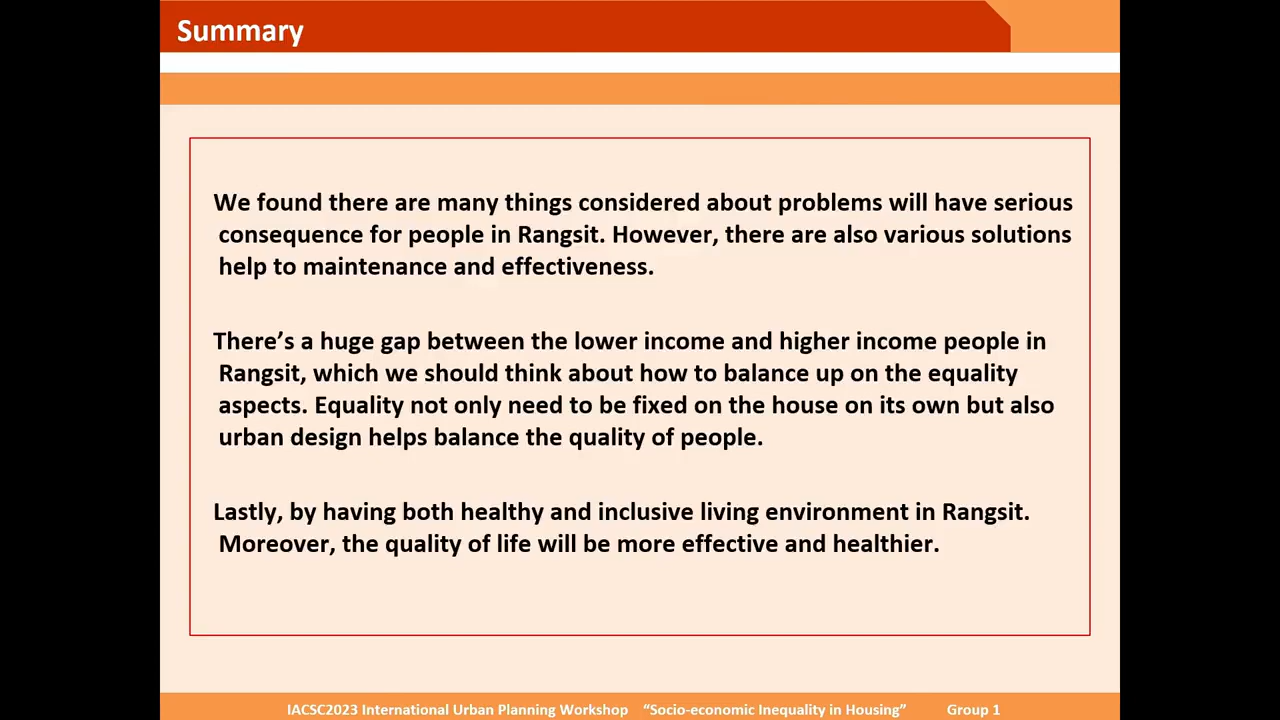 Summary
We found there are many things considered about problems will have serious
consequence for people in Rangsit. However, there are also various solutions
help to maintenance and effectiveness.
There’s a huge gap between the lower income and higher income people in
Rangsit, which we should think about how to balance up on the equality
aspects. Equality not only need to be fixed on the house on its own but also
urban design helps balance the quality of people.
Lastly, by having both healthy and inclusive living environment in Rangsit.
Moreover, the quality of life will be more effective and healthier.
IACSC2023 International Urban Planning Workshop “Socio-economic Inequality in Housing” Group 1